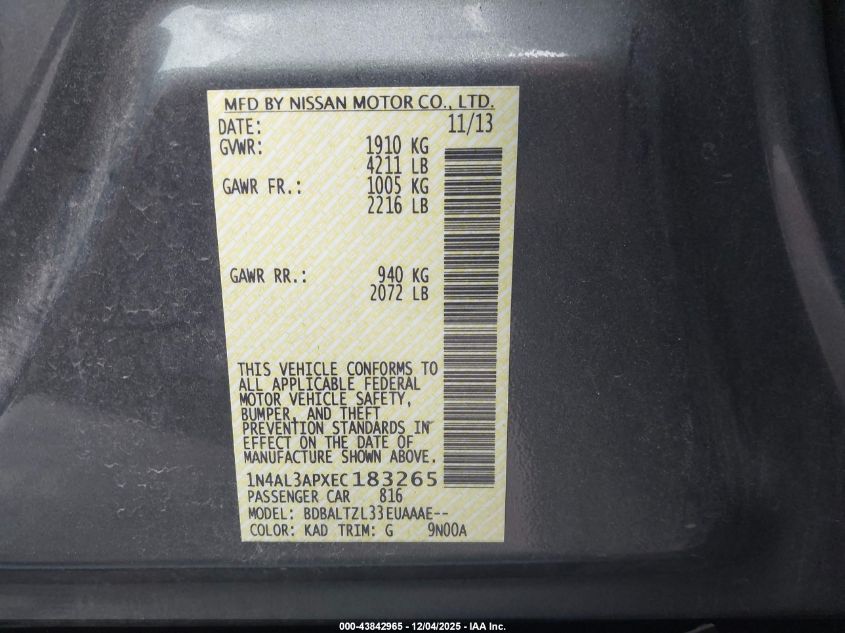 MFD BY NISSAN MOTOR CO., LTD.
DATE: 11/13
GVWR: 1910 KG
4211 LB
GAWR FR.: 1005 KG
2216 LB
GAWR RR.: 940 KG
2072 LB
THIS VEHICLE CONFORMS TO
ALL APPLICABLE FEDERAL
MOTOR VEHICLE SAFETY,
BUMPER, AND THEFT
PREVENTION STANDARDS IN
EFFECT ON THE DATE OF
MANUFACTURE SHOWN ABOVE.
1N4AL3APXEC183265
PASSENGER CAR 816
MODEL: BDBALTZL33EUAAAE--
COLOR: KAD TRIM: G 9N00A
000-43842965 - 12/04/2025 - IAA Inc.